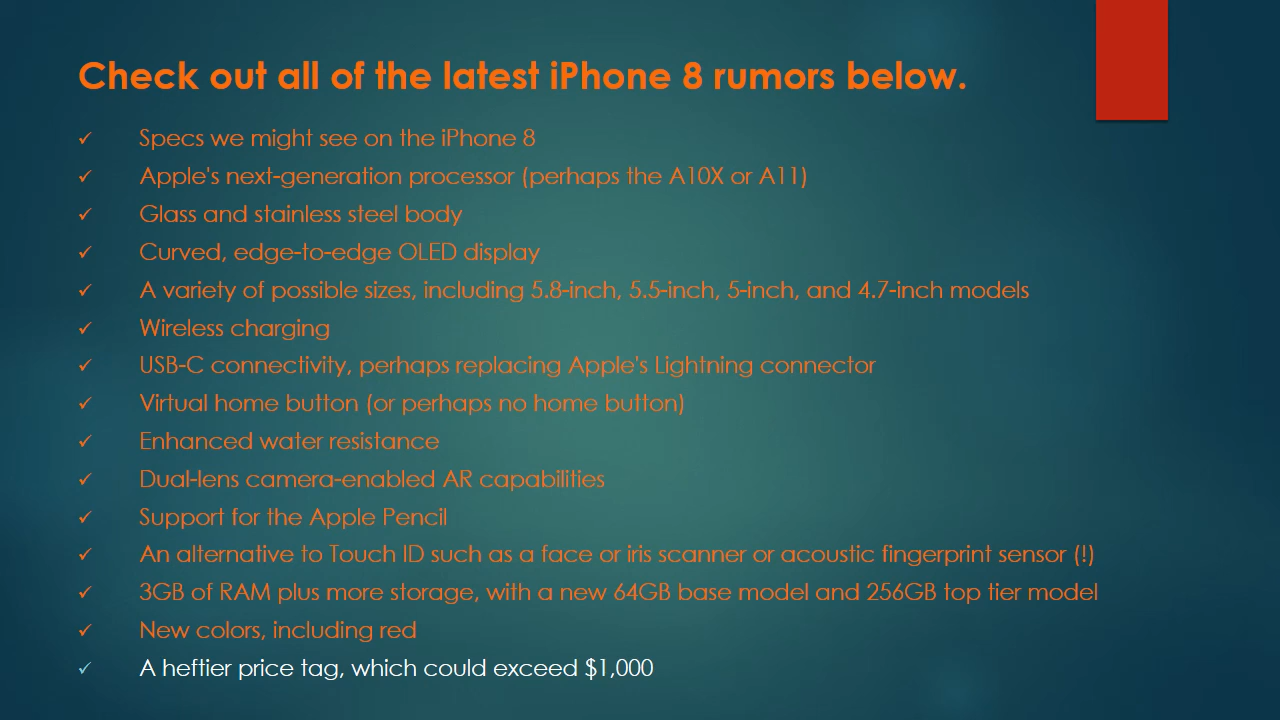 Check out all of the latest iPhone 8 rumors below.
✓ Specs we might see on the iPhone 8
✓ Apple's next-generation processor (perhaps the A10X or A11)
✓ Glass and stainless steel body
✓ Curved, edge-to-edge OLED display
✓ A variety of possible sizes, including 5.8-inch, 5.5-inch, 5-inch, and 4.7-inch models
✓ Wireless charging
✓ USB-C connectivity, perhaps replacing Apple's Lightning connector
✓ Virtual home button (or perhaps no home button)
✓ Enhanced water resistance
✓ Dual-lens camera-enabled AR capabilities
✓ Support for the Apple Pencil
✓ An alternative to Touch ID such as a face or iris scanner or acoustic fingerprint sensor (!)
✓ 3GB of RAM plus more storage, with a new 64GB base model and 256GB top tier model
✓ New colors, including red
✓ A heftier price tag, which could exceed $1,000